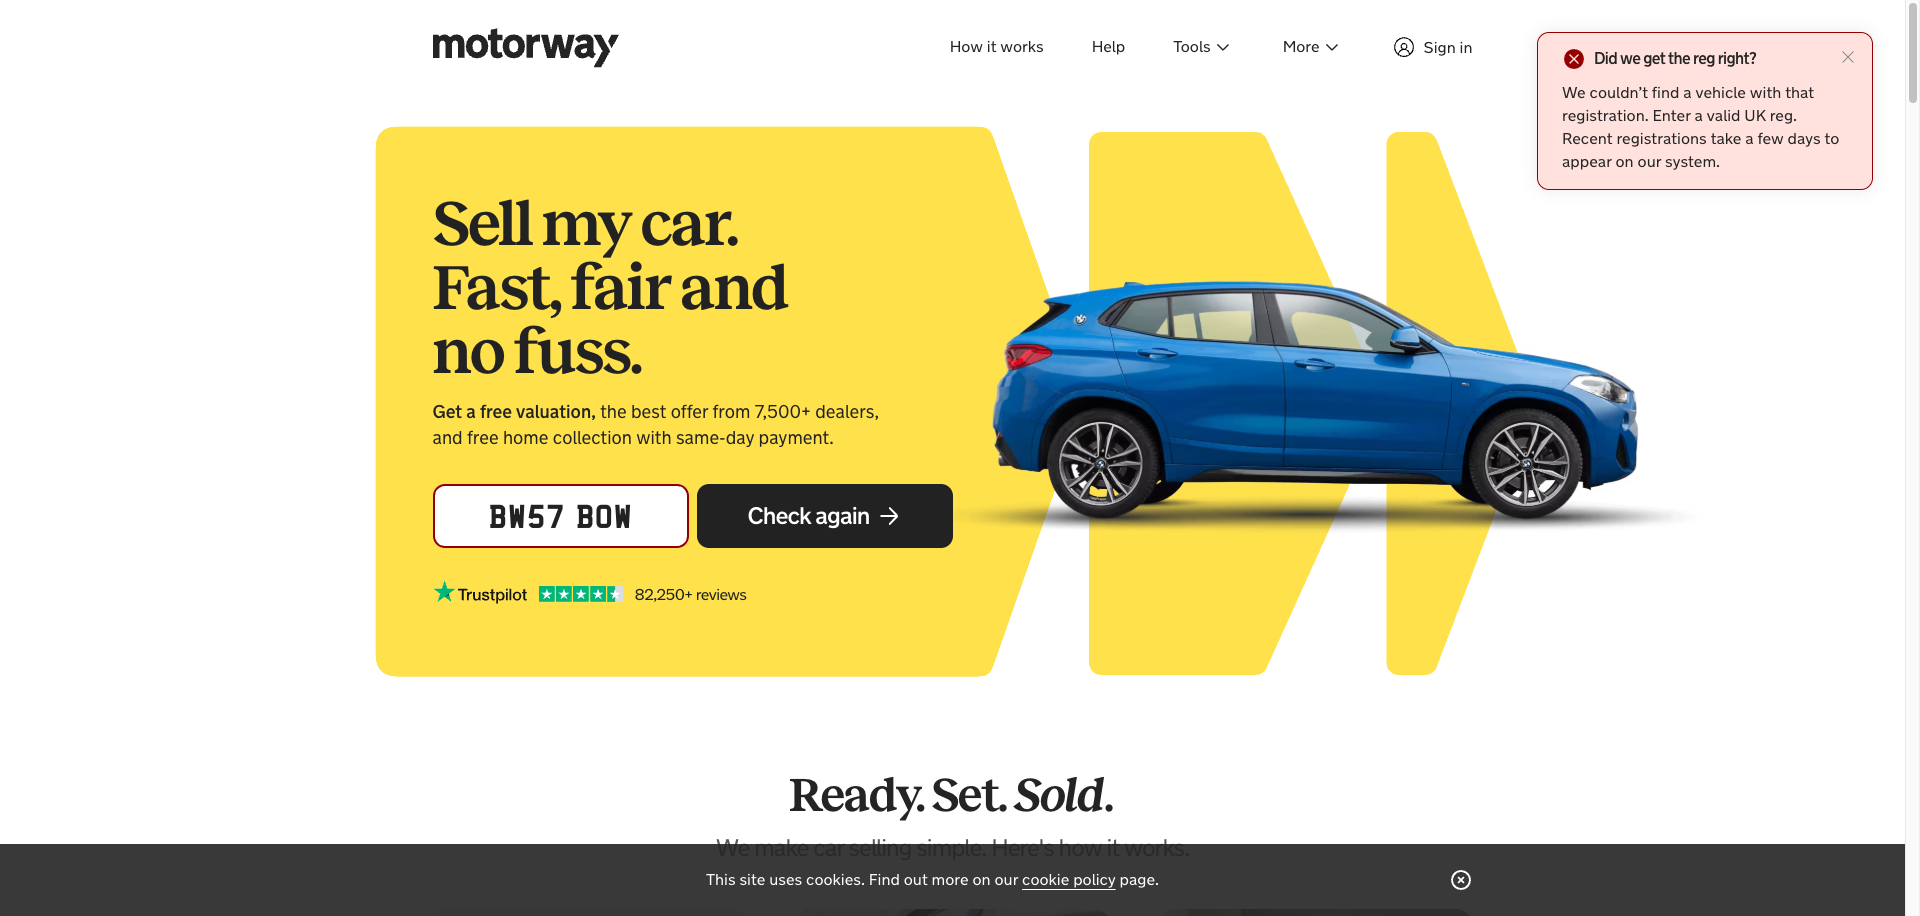 motorway
How it works
Help
Tools
More
Sign in
Did we get the reg right?
We couldn’t find a vehicle with that
registration. Enter a valid UK reg.
Recent registrations take a few days to
appear on our system.
Sell my car.
Fast, fair and
no fuss.
Get a free valuation, the best offer from 7,500+ dealers,
and free home collection with same-day payment.
BW57 BOW
Check again
Trustpilot
82,250+ reviews
Ready. Set. Sold.
We make car selling simple. Here's how it works.
This site uses cookies. Find out more on our cookie policy page.